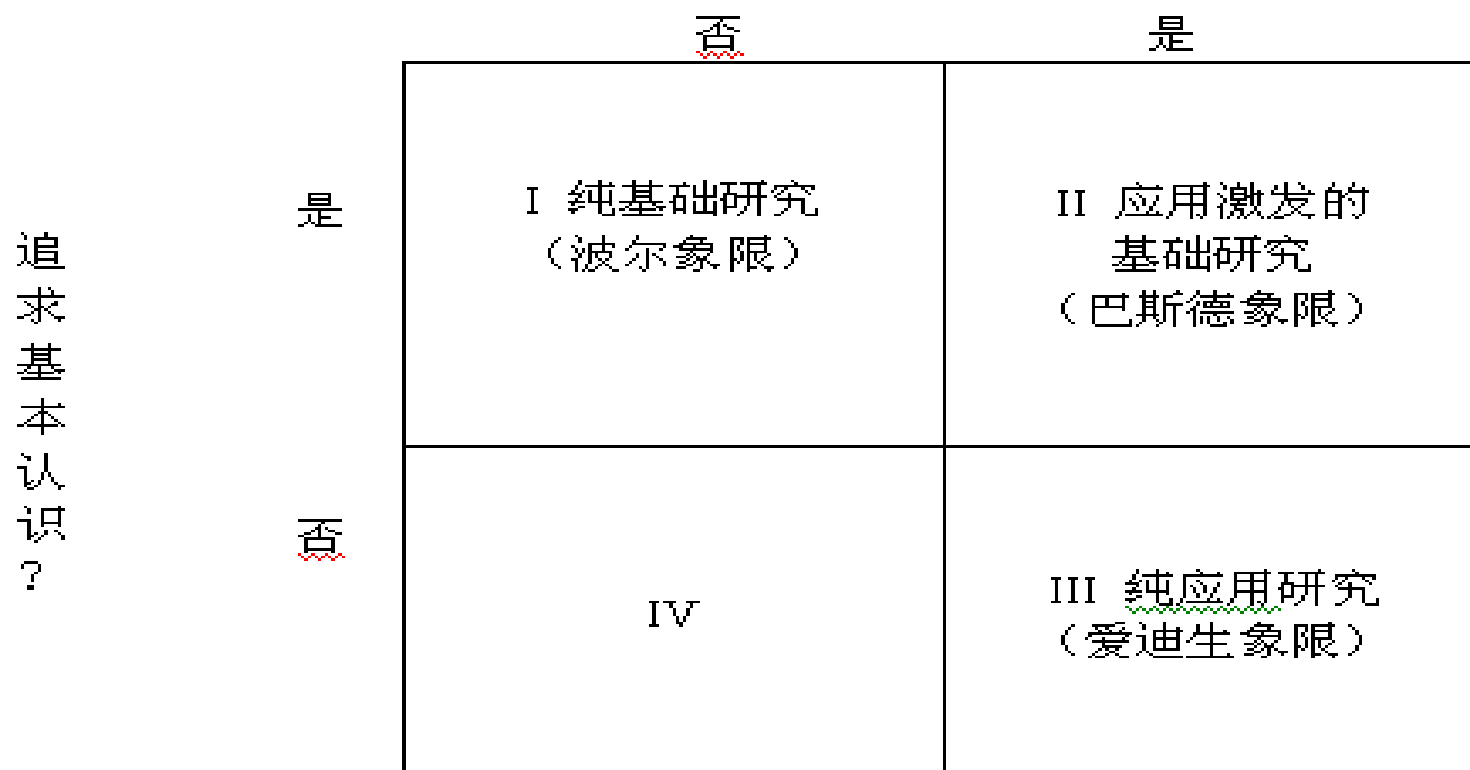 否 是
追求基本认识?
是
I 纯基础研究
(波尔象限)
II 应用激发的
基础研究
(巴斯德象限)
否
IV
III 纯应用研究
(爱迪生象限)